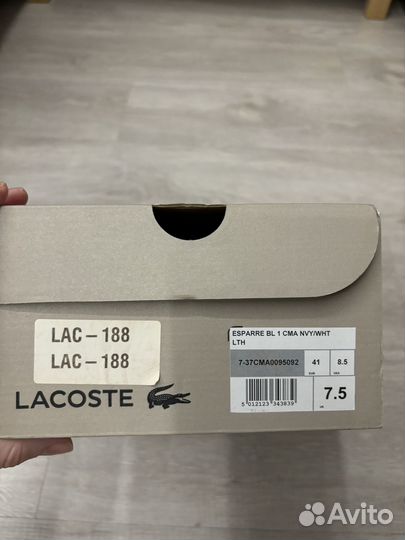 LAC-188
LAC-188
LACOSTE
ESPARRE BL 1 CMA NVY/WHT
LTH
7-37CMA0095092
41
EUR
8.5
USA
7.5
UK
5 012123 343839
Avito